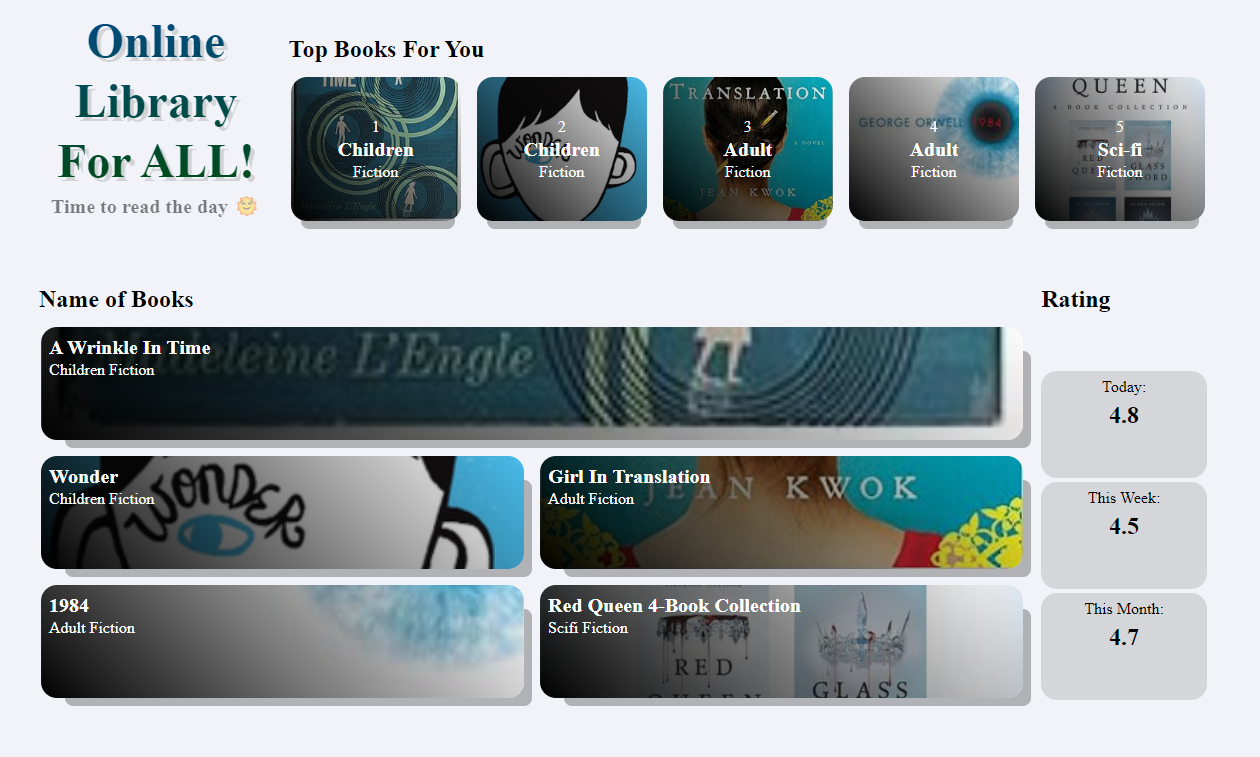 Online
Library
For ALL!
Time to read the day
Top Books For You
TIME
1
Children
Fiction
Madeleine L'Engle
2
WONDER
Children
Fiction
TRANSLATION
3
Adult
A NOVEL
Fiction
JEAN KWOK
4
GEORGE ORWELL 1984
Adult
Fiction
QUEEN
4-BOOK COLLECTION
5
Sci-fi
RED
QUEEN
GLASS
SWORD
Fiction
Name of Books
Rating
A Wrinkle In Time
Children Fiction
Madeleine L'Engle
Wonder
Children Fiction
WONDER
Girl In Translation
Adult Fiction
JEAN KWOK
1984
Adult Fiction
Red Queen 4-Book Collection
Scifi Fiction
RED
QUEEN
GLASS
Today:
4.8
This Week:
4.5
This Month:
4.7